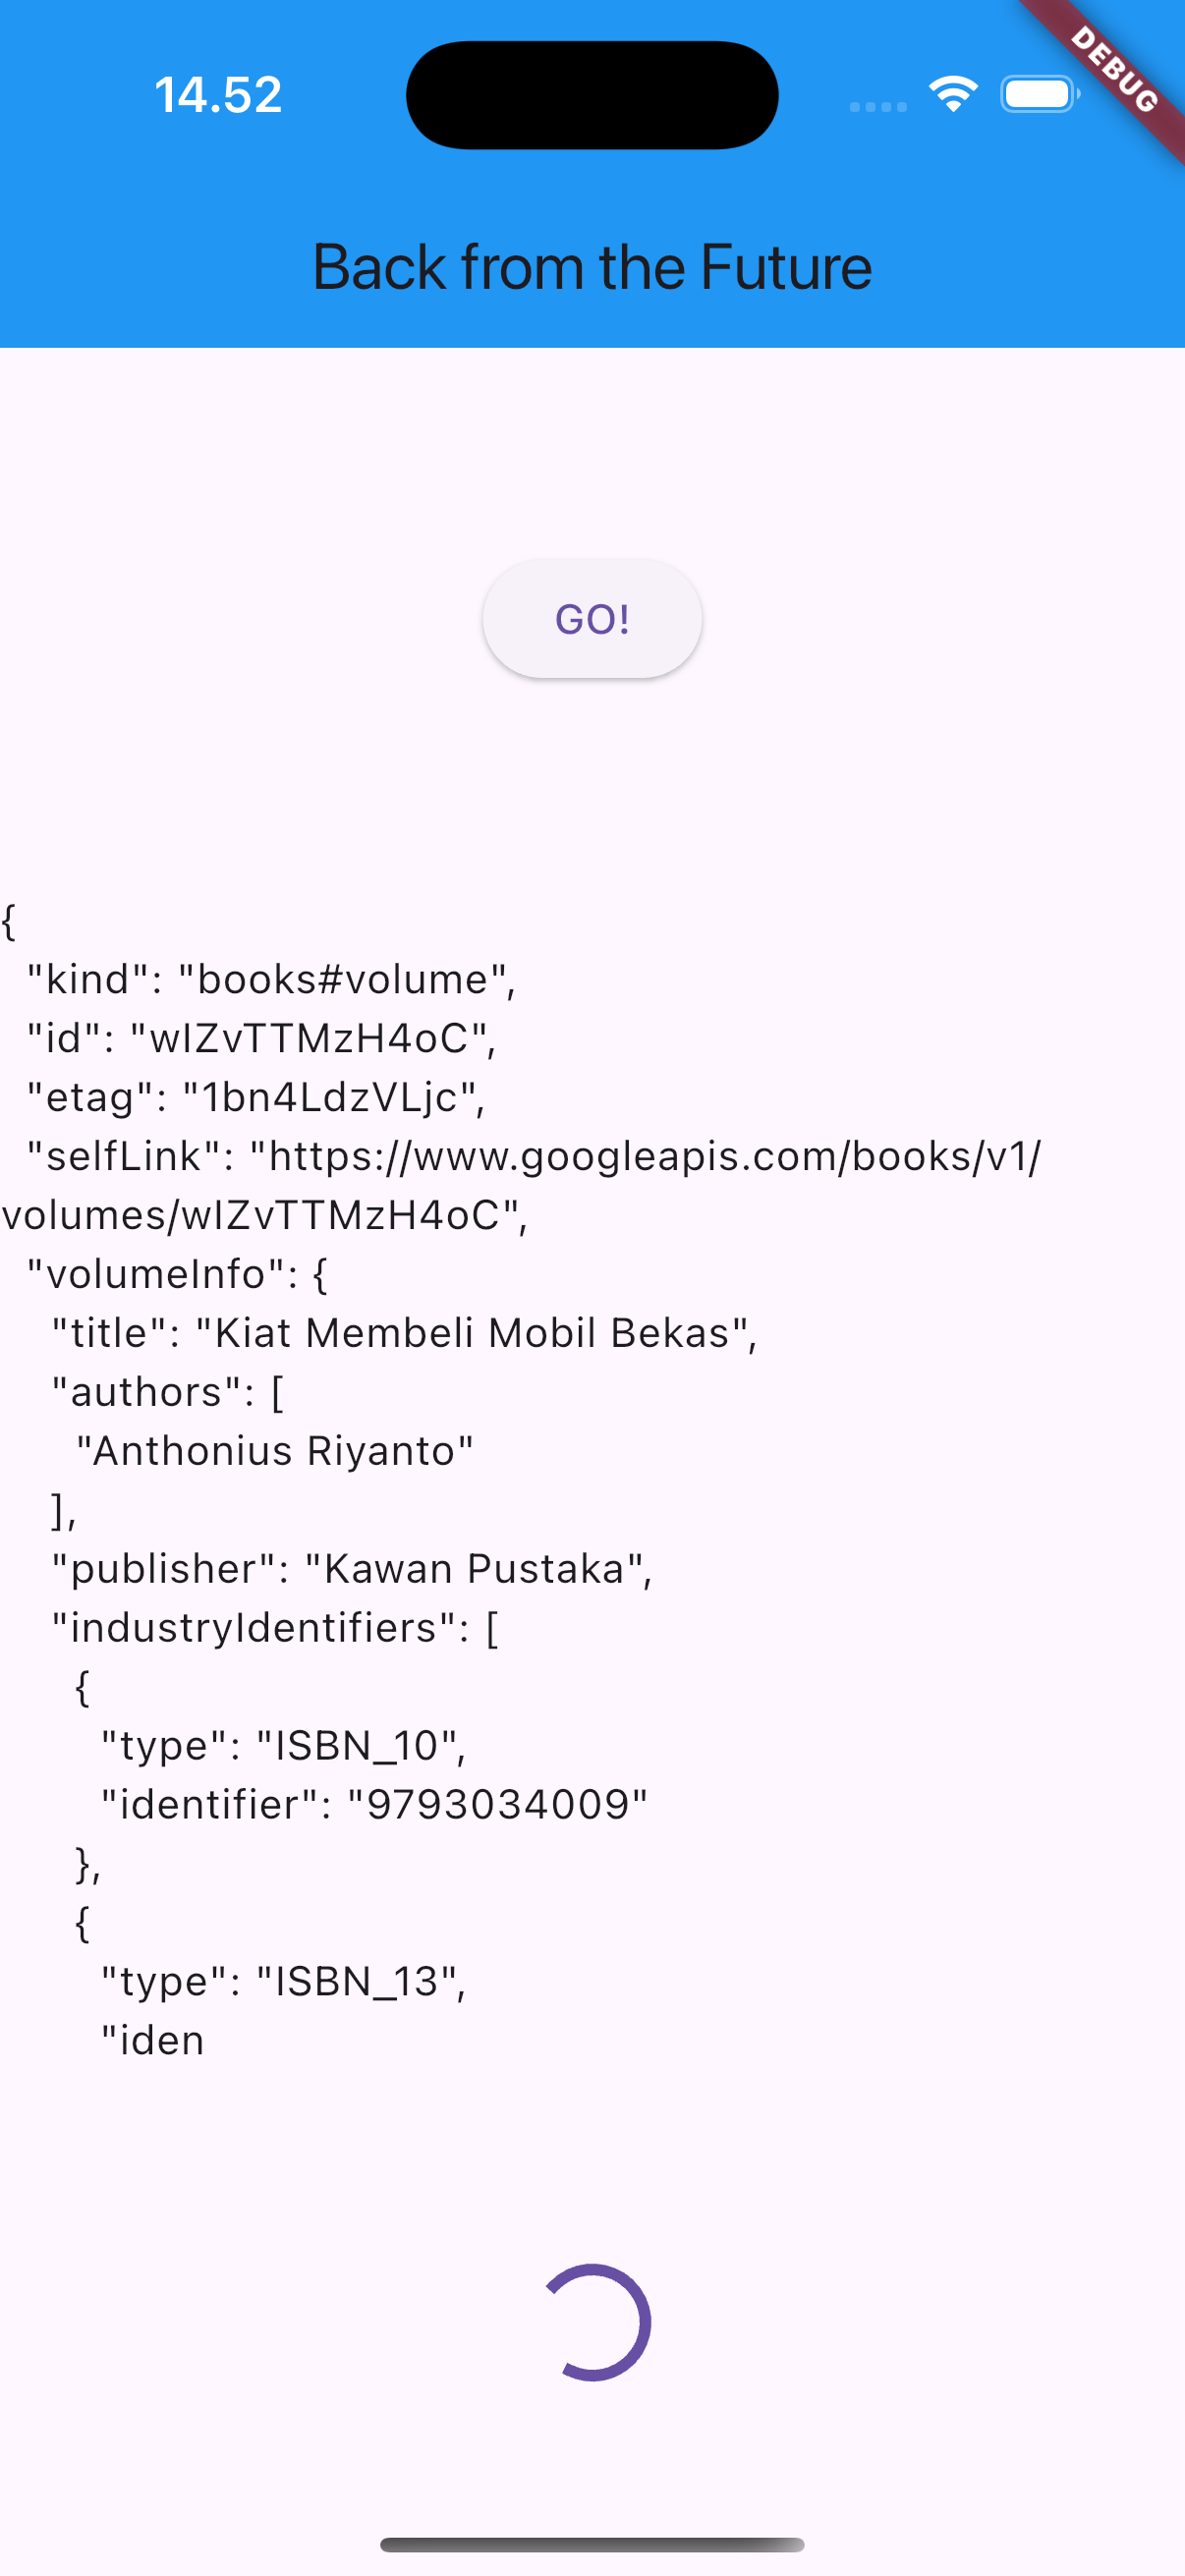 14.52
DEBUG
Back from the Future
GO!
{
"kind": "books#volume",
"id": "wIZvTTMzH4oC",
"etag": "1bn4LdzVLjc",
"selfLink": "https://www.googleapis.com/books/v1/
volumes/wIZvTTMzH4oC",
"volumeInfo": {
"title": "Kiat Membeli Mobil Bekas",
"authors": [
"Anthonius Riyanto"
],
"publisher": "Kawan Pustaka",
"industryIdentifiers": [
{
"type": "ISBN_10",
"identifier": "9793034009"
},
{
"type": "ISBN_13",
"iden